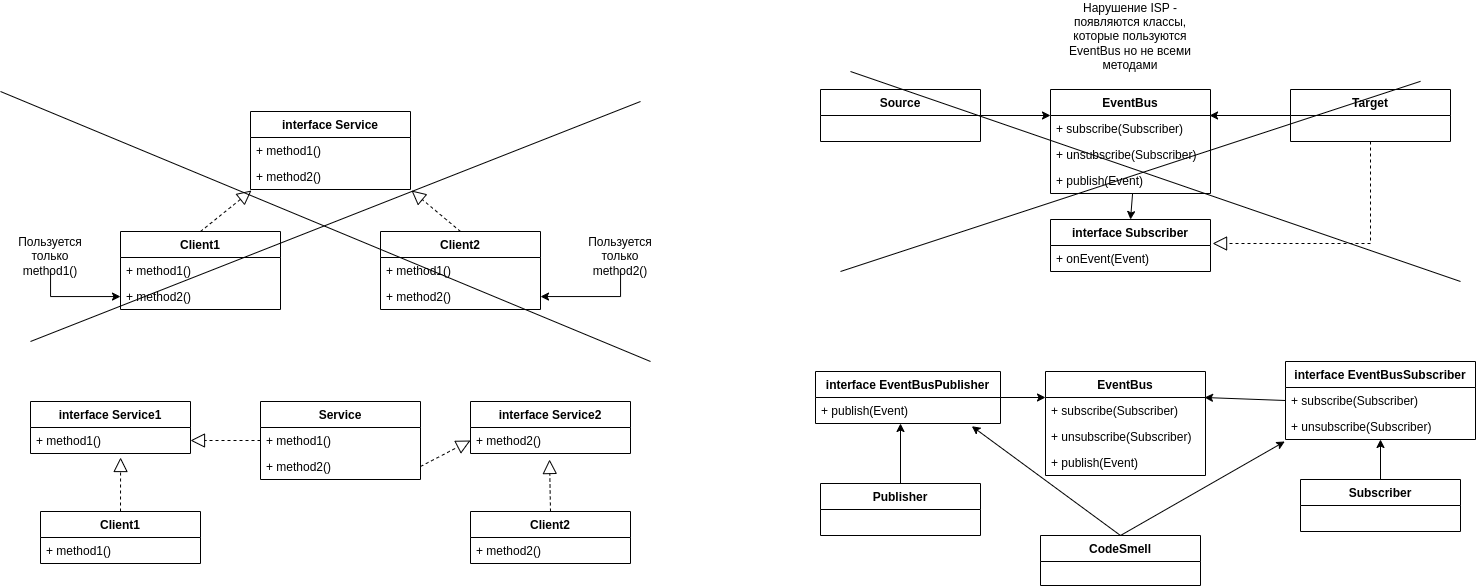 interface Service
+ method1()
+ method2()
Пользуется
только
method1()
Client1
+ method1()
+ method2()
Client2
+ method1()
+ method2()
Пользуется
только
method2()
interface Service1
+ method1()
Service
+ method1()
+ method2()
interface Service2
+ method2()
Client1
+ method1()
Client2
+ method2()
Нарушение ISP -
появляются классы,
которые пользуются
EventBus но не всеми
методами
Source
EventBus
+ subscribe(Subscriber)
+ unsubscribe(Subscriber)
+ publish(Event)
Target
interface Subscriber
+ onEvent(Event)
interface EventBusPublisher
+ publish(Event)
EventBus
+ subscribe(Subscriber)
+ unsubscribe(Subscriber)
+ publish(Event)
interface EventBusSubscriber
+ subscribe(Subscriber)
+ unsubscribe(Subscriber)
Publisher
Subscriber
CodeSmell